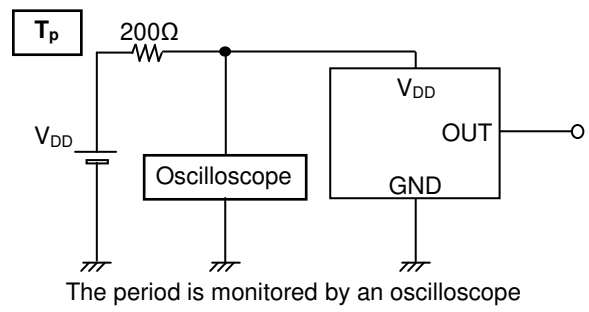 Tp
200Ω
VDD
VDD
OUT
Oscilloscope
GND
The period is monitored by an oscilloscope